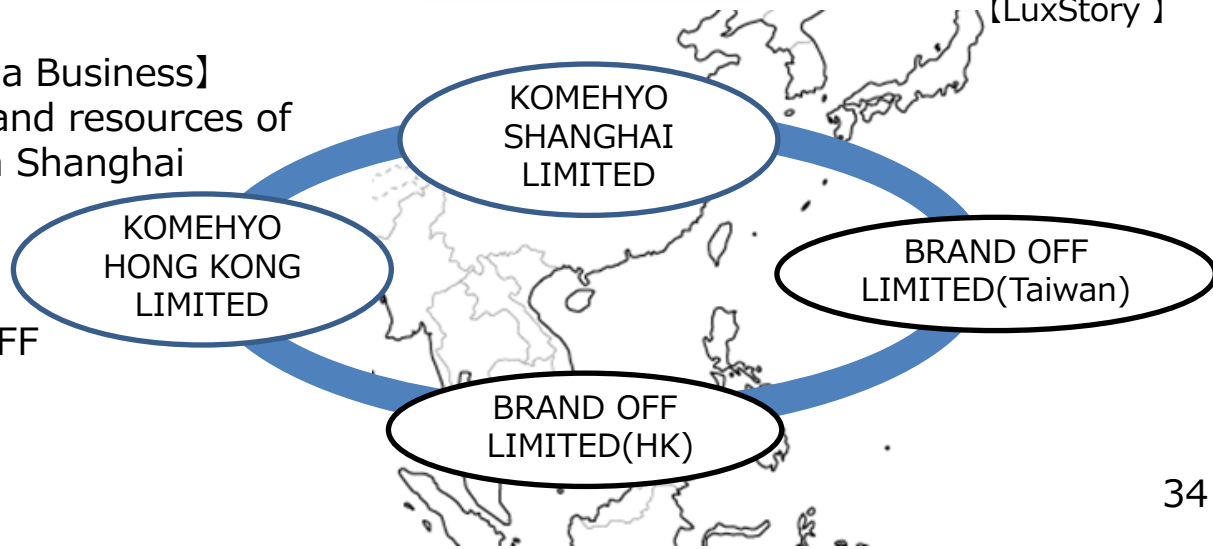 【LuxStory 】
a Business】
and resources of
Shanghai
KOMEHYO
SHANGHAI
LIMITED
KOMEHYO
HONG KONG
LIMITED
BRAND OFF
LIMITED(Taiwan)
FF
BRAND OFF
LIMITED(HK)
34